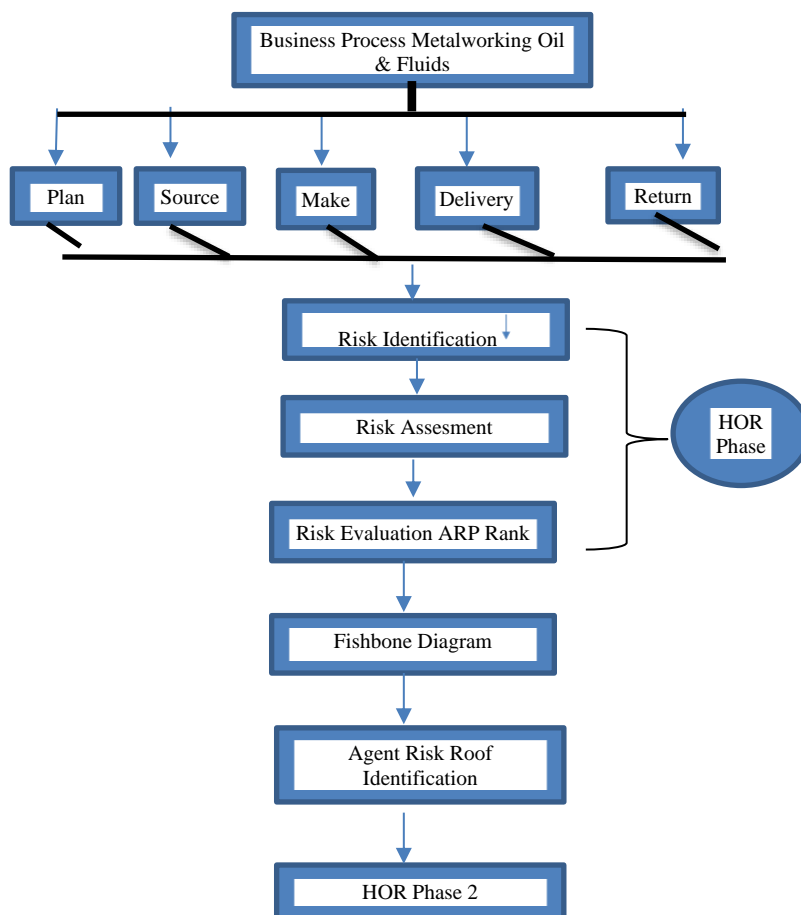 Business Process Metalworking Oil
& Fluids
Plan
Source
Make
Delivery
Return
Risk Identification
Risk Assesment
HOR
Phase
Risk Evaluation ARP Rank
Fishbone Diagram
Agent Risk Roof
Identification
HOR Phase 2